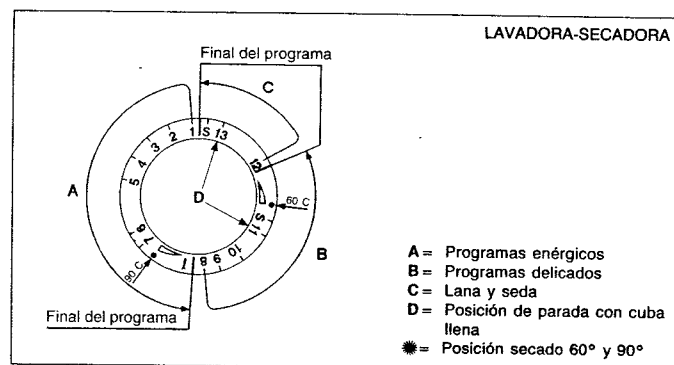 LAVADORA-SECADORA
Final del programa
C
1 S 13
2
3
4
5
A
12
D
60 C
S 11
10
9
8
B
7 6
90 C
Final del programa
A = Programas enérgicos
B = Programas delicados
C = Lana y seda
D = Posición de parada con cuba
llena
✹ = Posición secado 60° y 90°